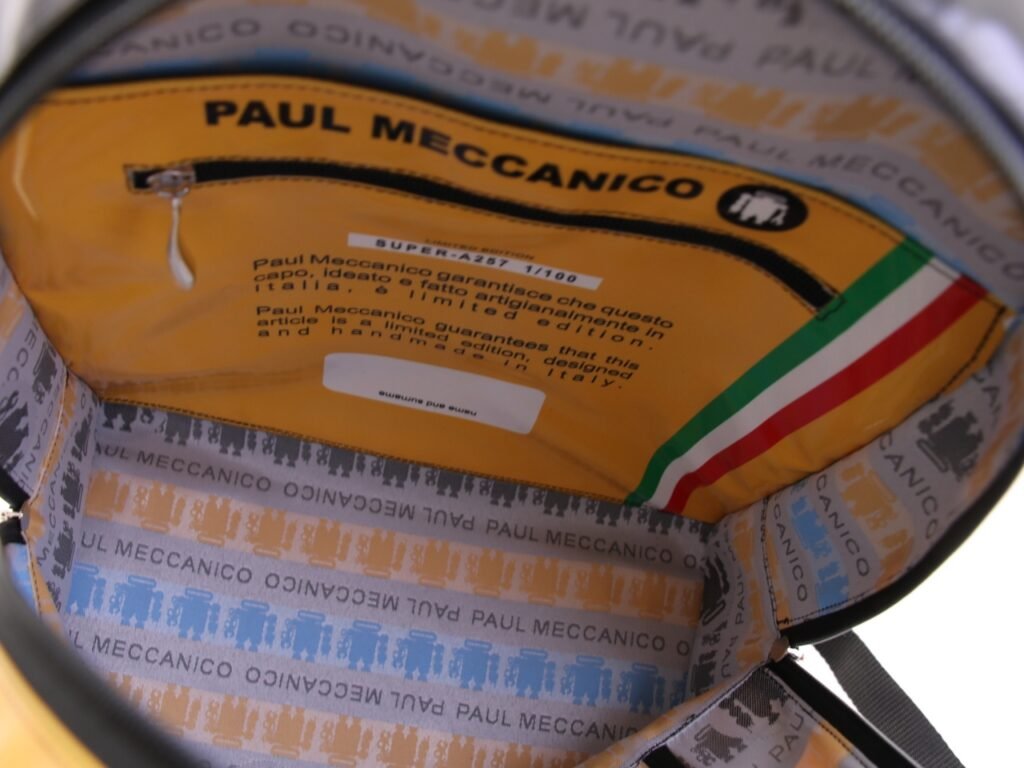 PAUL MECCANICO
LIMITED EDITION
SUPER-A257 1/100
Paul Meccanico garantisce che questo
capo, ideato e fatto artigianalmente in
italia, è limited edition.
Paul Meccanico guarantees that this
article is a limited edition, designed
and handmade in Italy.
name and surname
MECCANICO PAUL MECCANICO
PAUL MECCANICO
UL MECCANICO PAUL MECCANICO
PAUL MECCANICO